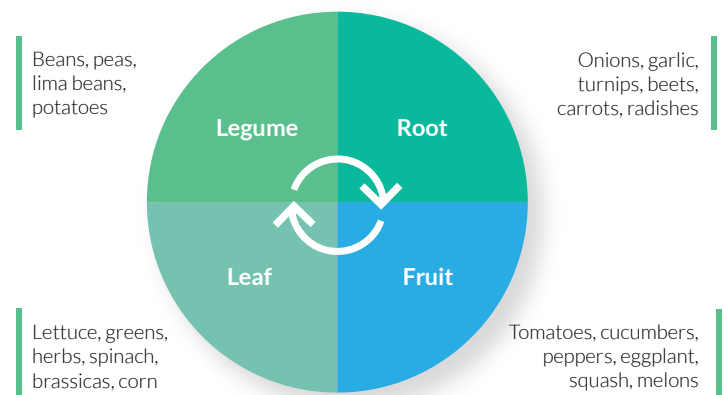 Beans, peas,
lima beans,
potatoes
Onions, garlic,
turnips, beets,
carrots, radishes
Legume
Root
Leaf
Fruit
Lettuce, greens,
herbs, spinach,
brassicas, corn
Tomatoes, cucumbers,
peppers, eggplant,
squash, melons